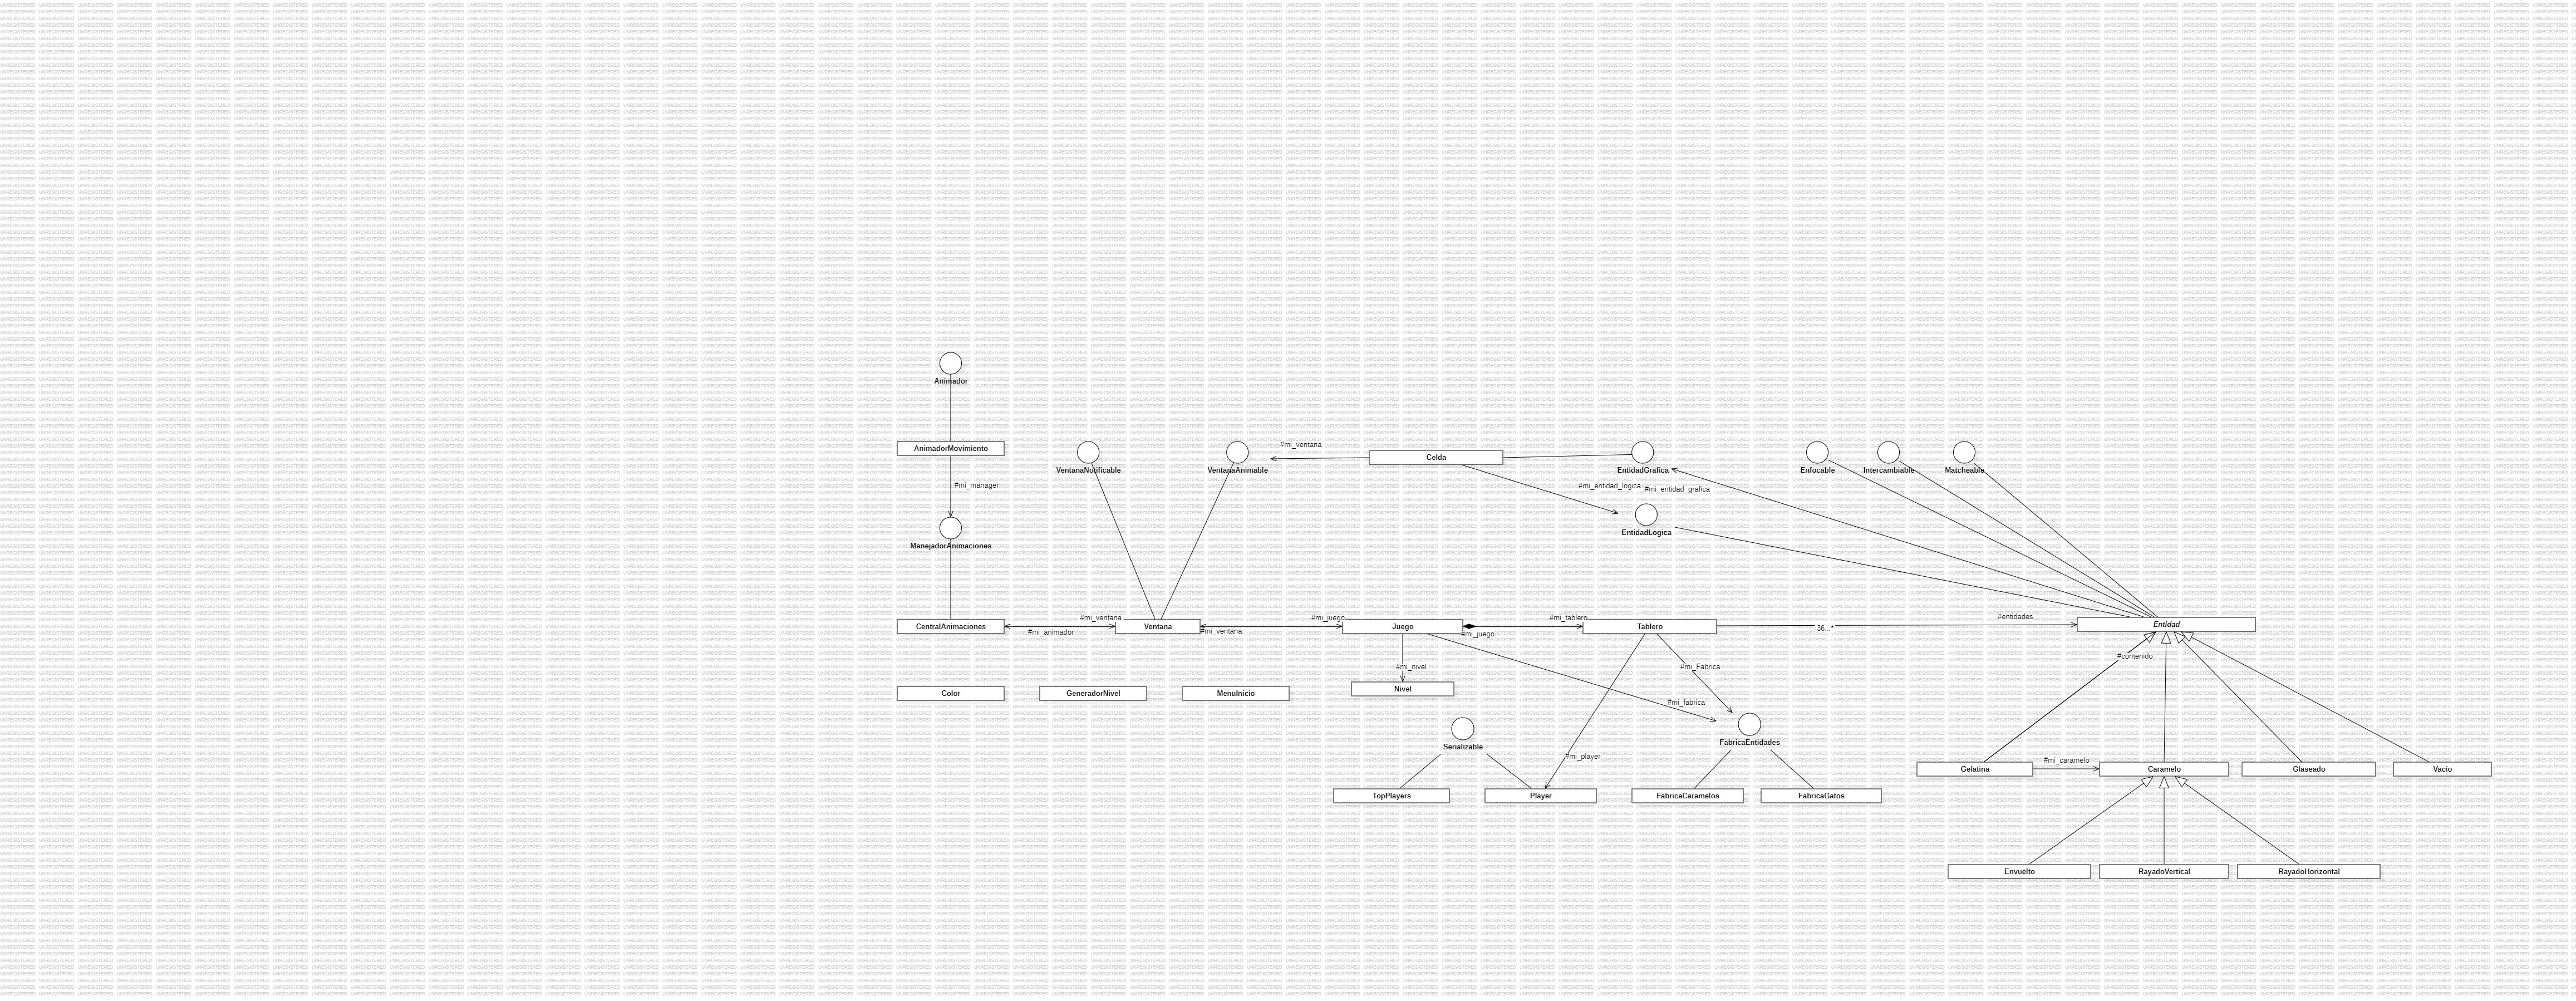 Animador
AnimadorMovimiento
#mi_manager
ManejadorAnimaciones
VentanaNotificable
VentanaAnimable
#mi_ventana
Celda
EntidadGrafica
#mi_entidad_logica
#mi_entidad_grafica
EntidadLogica
Enfocable
Intercambiable
Matcheable
CentralAnimaciones
#mi_ventana
#mi_animador
Ventana
#mi_ventana
#mi_juego
Juego
#mi_juego
#mi_tablero
Tablero
36...*
#entidades
Entidad
#contenido
#mi_nivel
Nivel
#mi_Fabrica
#mi_fabrica
Color
GeneradorNivel
MenuInicio
Serializable
#mi_player
FabricaEntidades
TopPlayers
Player
FabricaCaramelos
FabricaGatos
Gelatina
#mi_caramelo
Caramelo
Glaseado
Vacio
Envuelto
RayadoVertical
RayadoHorizontal
UNREGISTERED